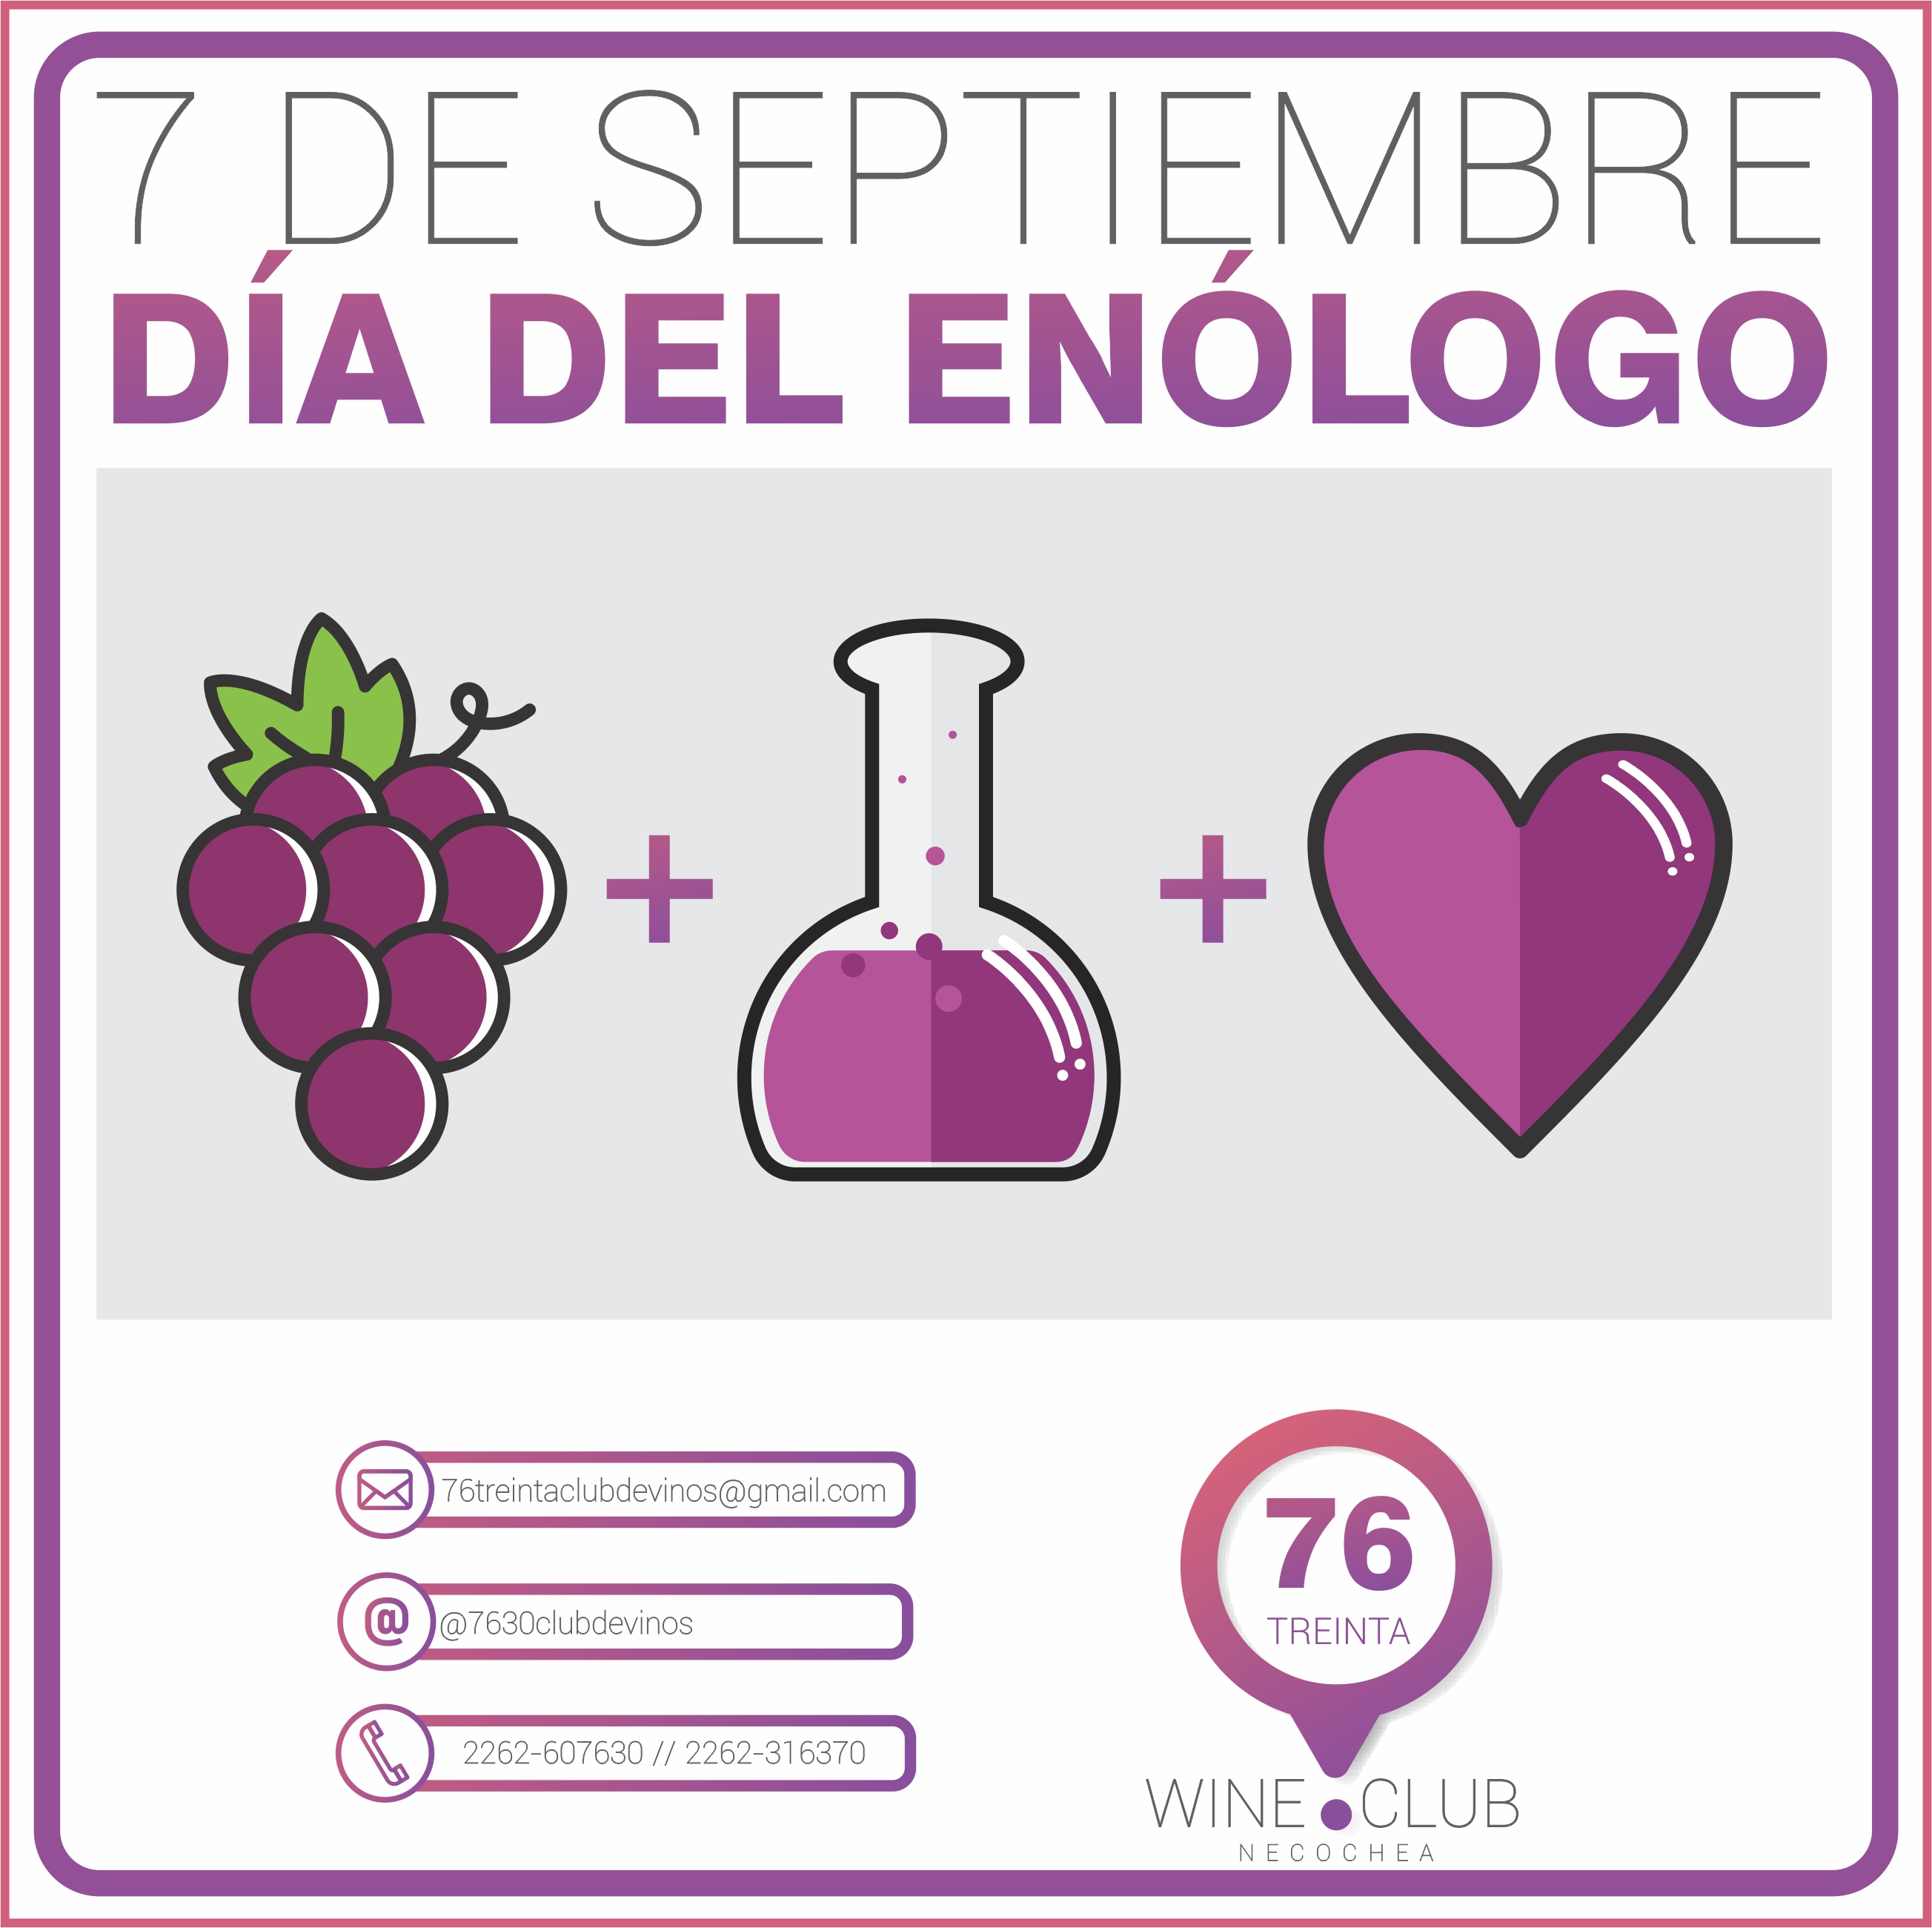 7 DE SEPTIEMBRE
DÍA DEL ENÓLOGO
+ +
76treintaclubdevinos@gmail.com
@ @7630clubdevinos
2262-607630 // 2262-316370
76
TREINTA
WINE.CLUB
NECOCHEA